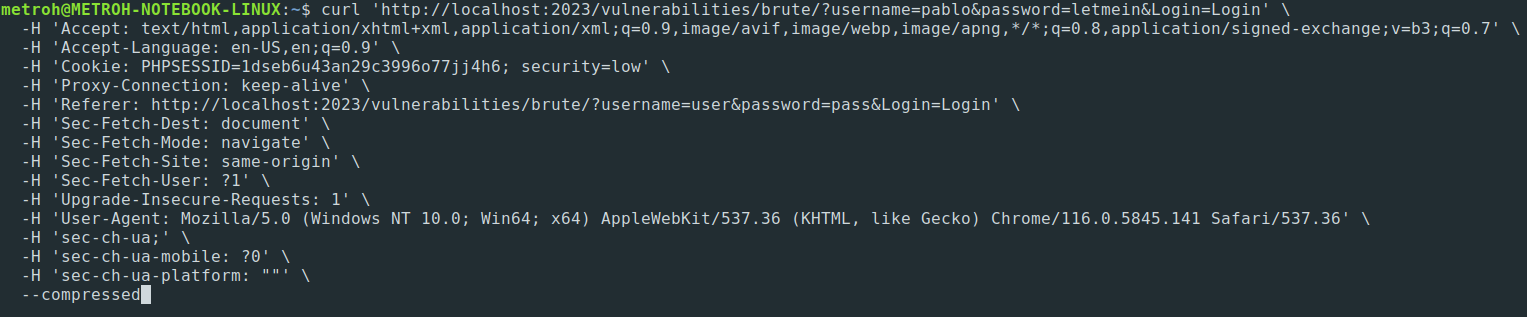 metroh@METROH-NOTEBOOK-LINUX:~$ curl 'http://localhost:2023/vulnerabilities/brute/?username=pablo&password=letmein&Login=Login' \
-H 'Accept: text/html,application/xhtml+xml,application/xml;q=0.9,image/avif,image/webp,image/apng,*/*;q=0.8,application/signed-exchange;v=b3;q=0.7' \
-H 'Accept-Language: en-US,en;q=0.9' \
-H 'Cookie: PHPSESSID=1dseb6u43an29c3996o77jj4h6; security=low' \
-H 'Proxy-Connection: keep-alive' \
-H 'Referer: http://localhost:2023/vulnerabilities/brute/?username=user&password=pass&Login=Login' \
-H 'Sec-Fetch-Dest: document' \
-H 'Sec-Fetch-Mode: navigate' \
-H 'Sec-Fetch-Site: same-origin' \
-H 'Sec-Fetch-User: ?1' \
-H 'Upgrade-Insecure-Requests: 1' \
-H 'User-Agent: Mozilla/5.0 (Windows NT 10.0; Win64; x64) AppleWebKit/537.36 (KHTML, like Gecko) Chrome/116.0.5845.141 Safari/537.36' \
-H 'sec-ch-ua;' \
-H 'sec-ch-ua-mobile: ?0' \
-H 'sec-ch-ua-platform: ""' \
--compressed